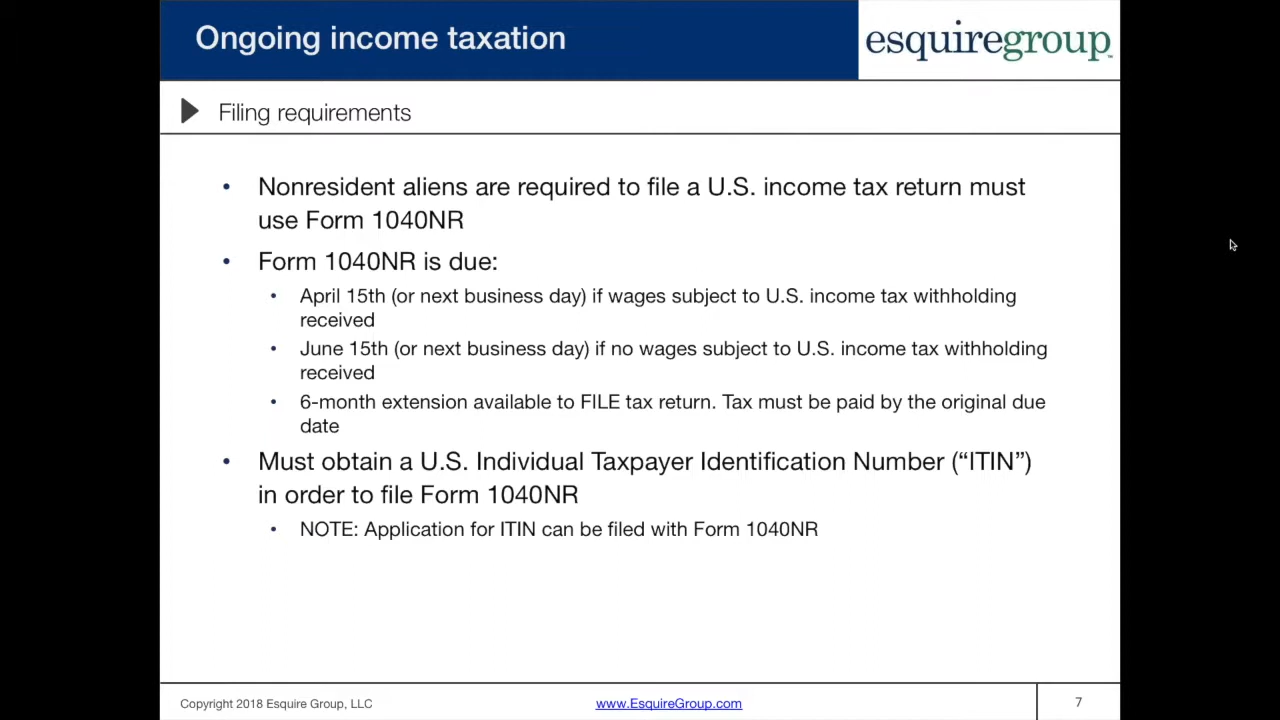 Ongoing income taxation
esquiregroup™
Filing requirements
• Nonresident aliens are required to file a U.S. income tax return must
use Form 1040NR
• Form 1040NR is due:
• April 15th (or next business day) if wages subject to U.S. income tax withholding
received
• June 15th (or next business day) if no wages subject to U.S. income tax withholding
received
• 6-month extension available to FILE tax return. Tax must be paid by the original due
date
• Must obtain a U.S. Individual Taxpayer Identification Number (“ITIN”)
in order to file Form 1040NR
• NOTE: Application for ITIN can be filed with Form 1040NR
Copyright 2018 Esquire Group, LLC
www.EsquireGroup.com
7